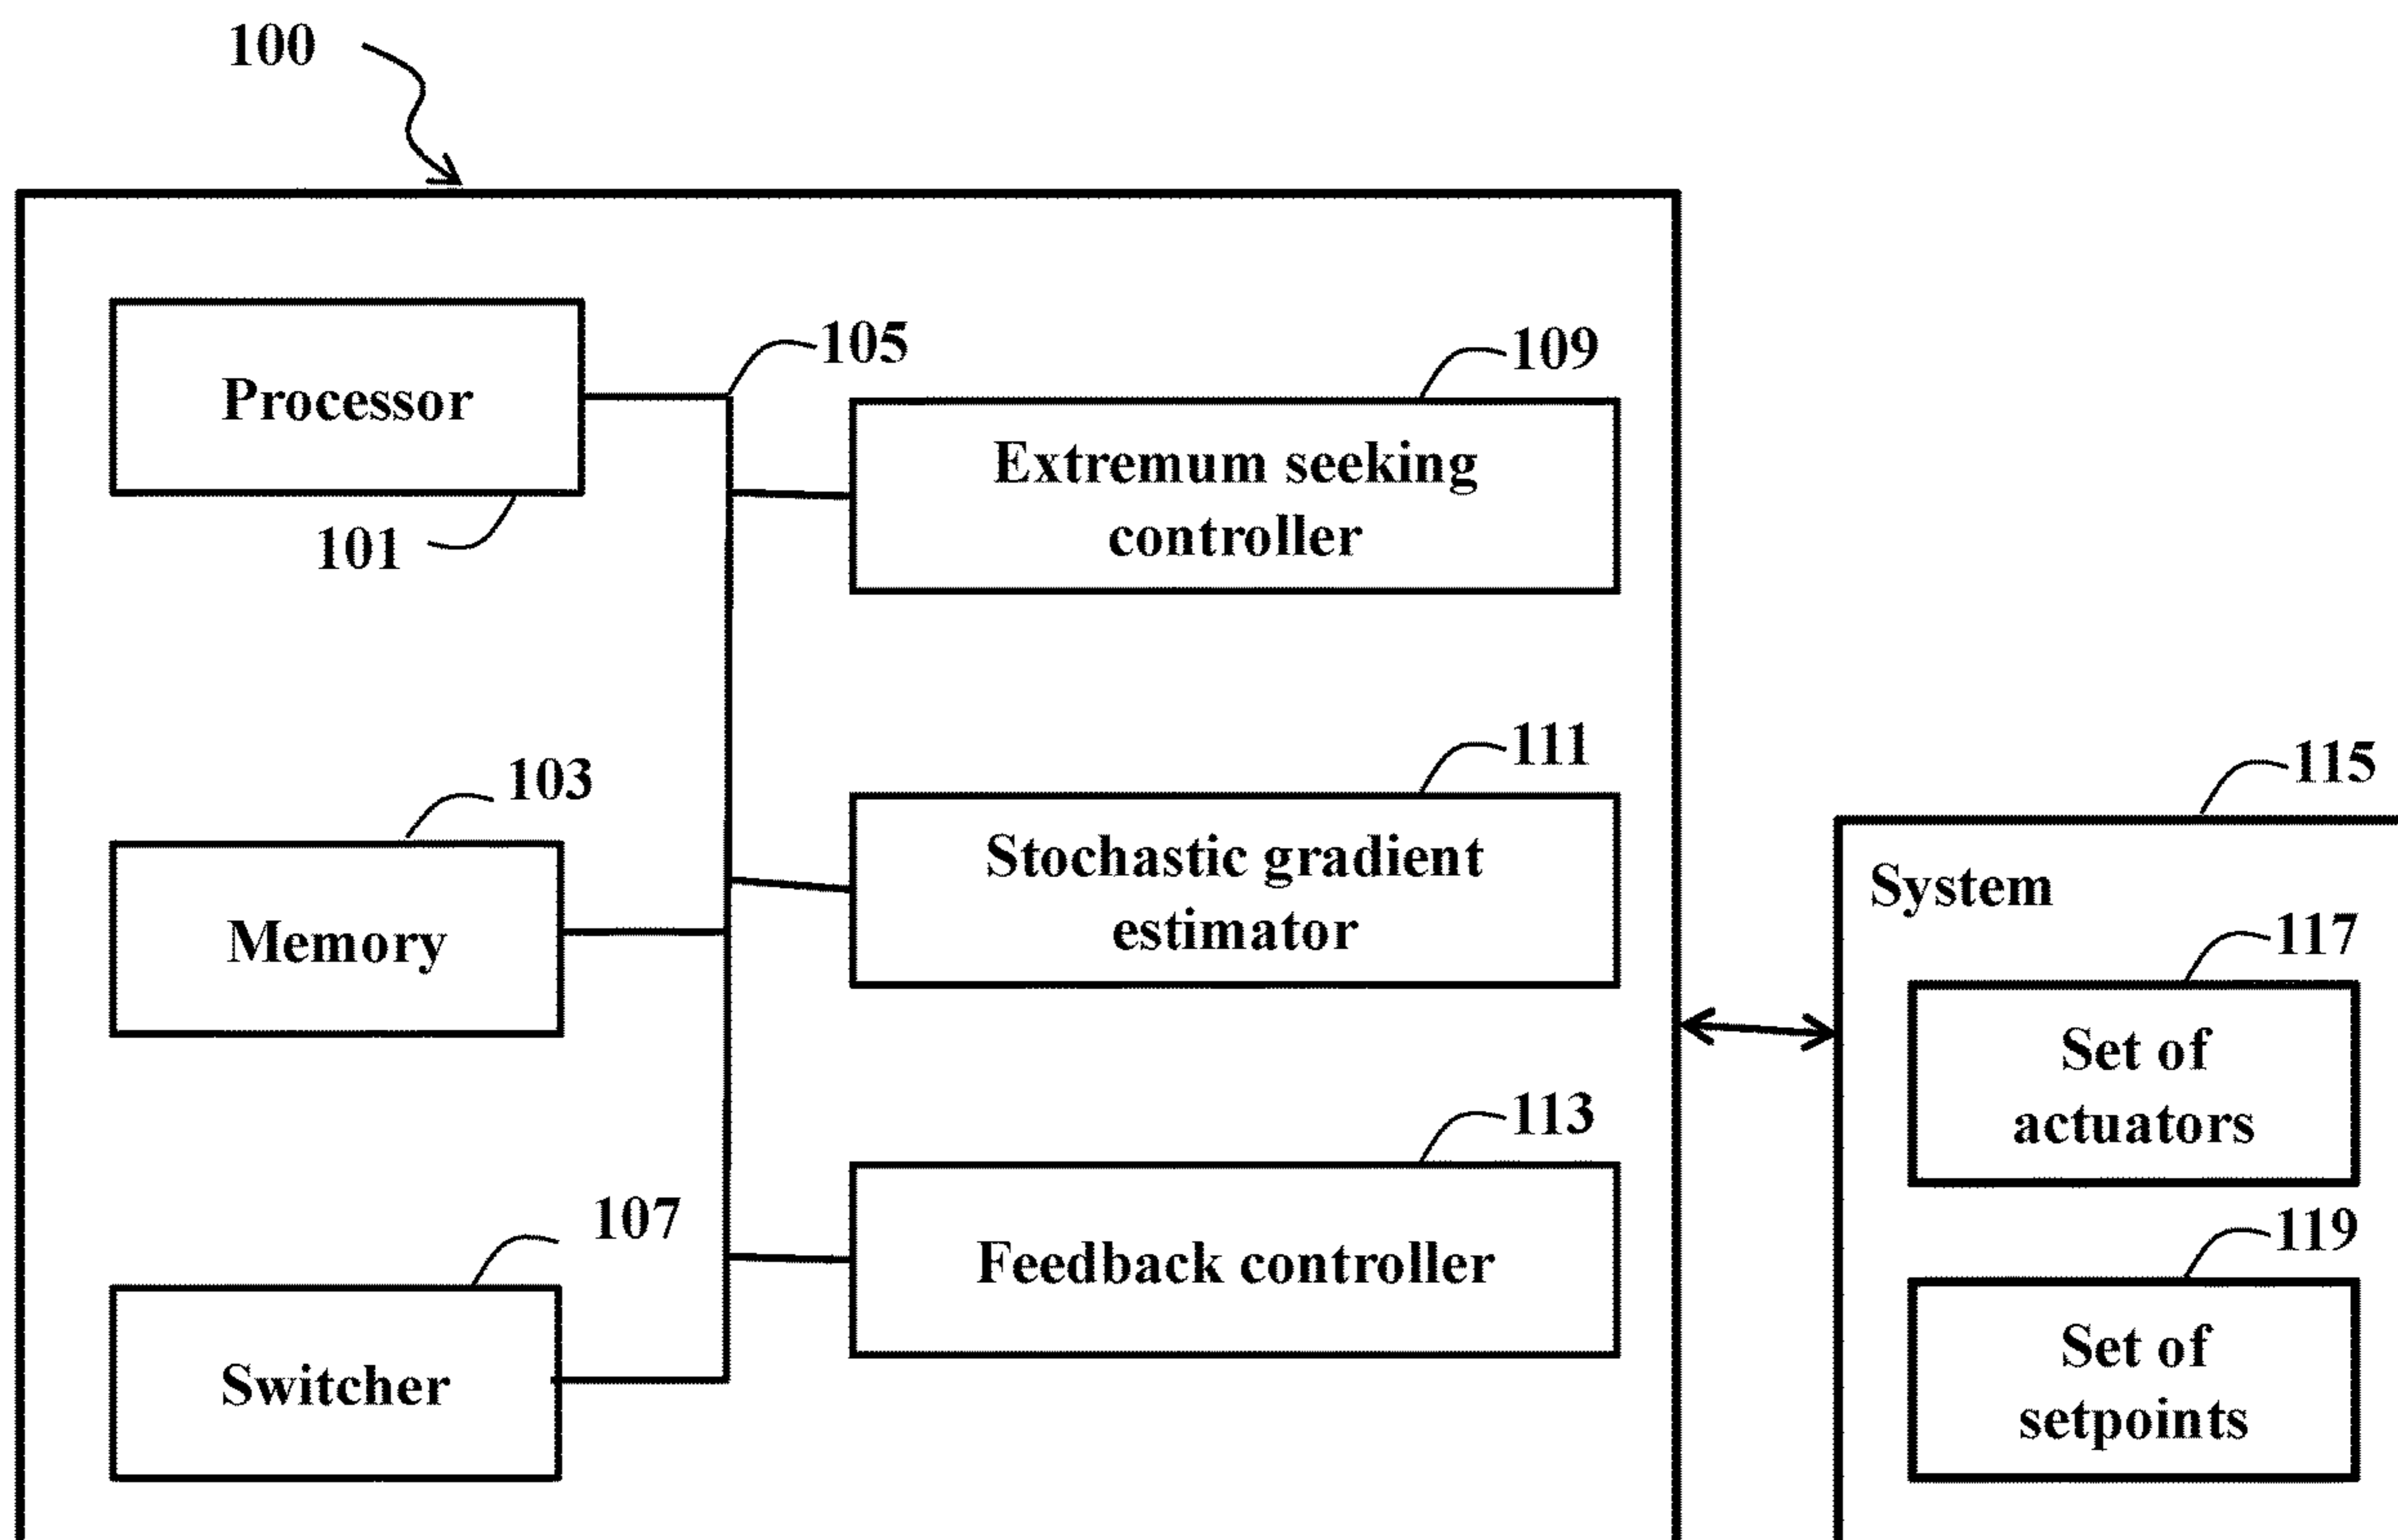 100
105
109
Processor
Extremum seeking
controller
101
111
115
103
Stochastic gradient
estimator
System
117
Memory
Set of
actuators
113
107
119
Feedback controller
Switcher
Set of
setpoints